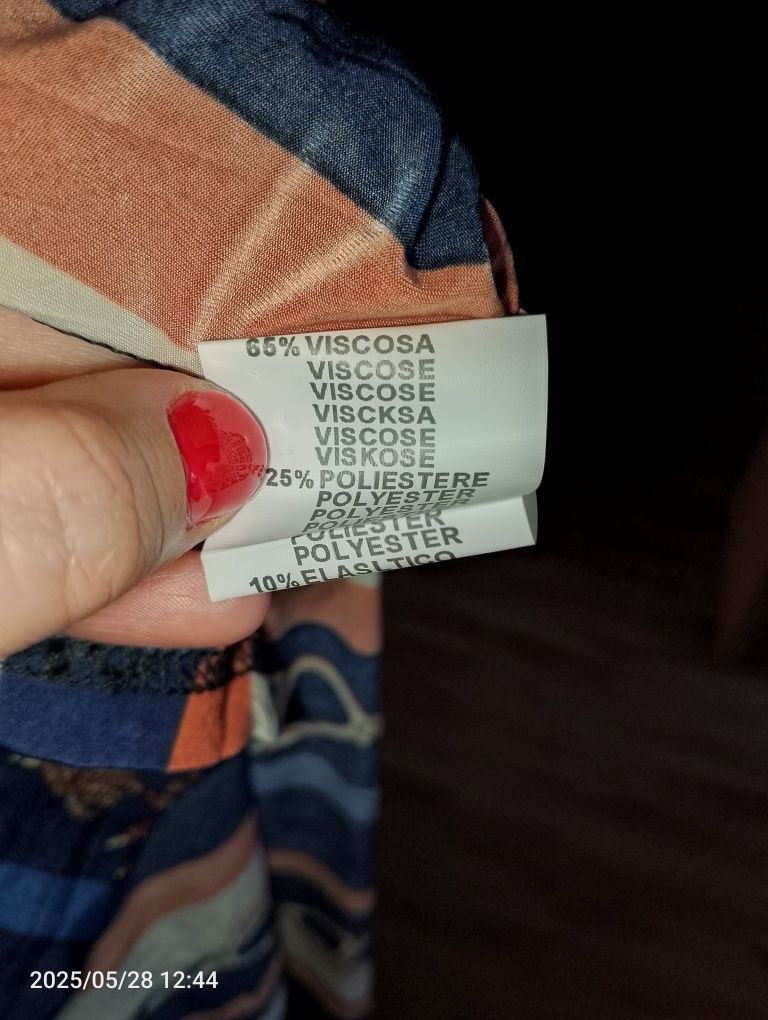 65% VISCOSA
VISCOSE
VISCOSE
VISCKSA
VISCOSE
VISKOSE
25% POLIESTERE
POLYESTER
POLYESTER
POLIESTER
POLYESTER
10% ELASLTICO
2025/05/28 12:44